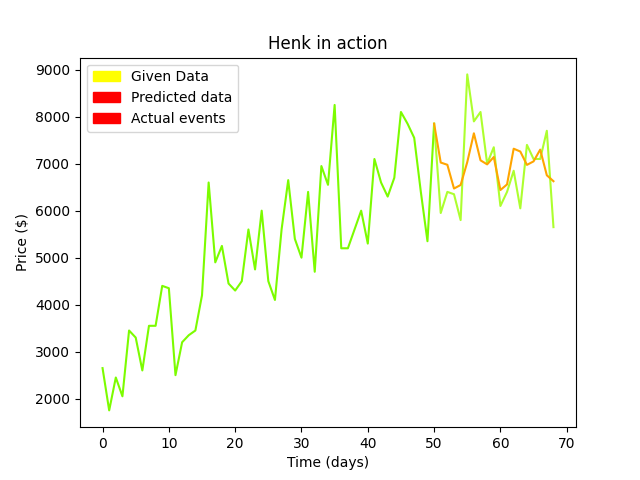 Henk in action
Given Data
Predicted data
Actual events
9000
8000
7000
6000
5000
4000
3000
2000
Price ($)
0 10 20 30 40 50 60 70
Time (days)